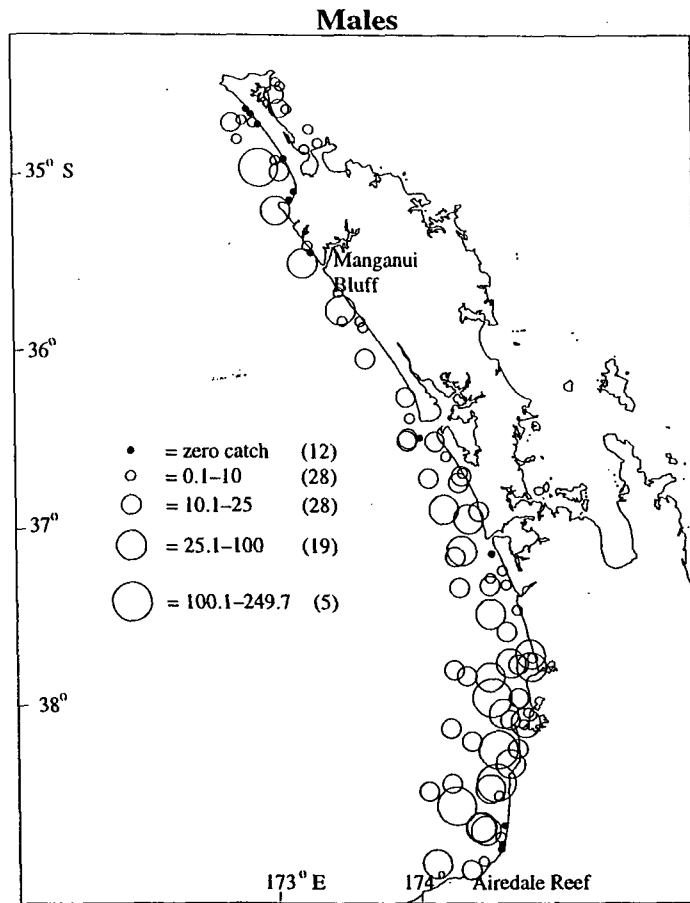 Males
35° S
Manganui
Bluff
36°
= zero catch (12)
= 0.1–10 (28)
= 10.1–25 (28)
37°
= 25.1–100 (19)
= 100.1–249.7 (5)
38°
173° E
174°
Airedale Reef